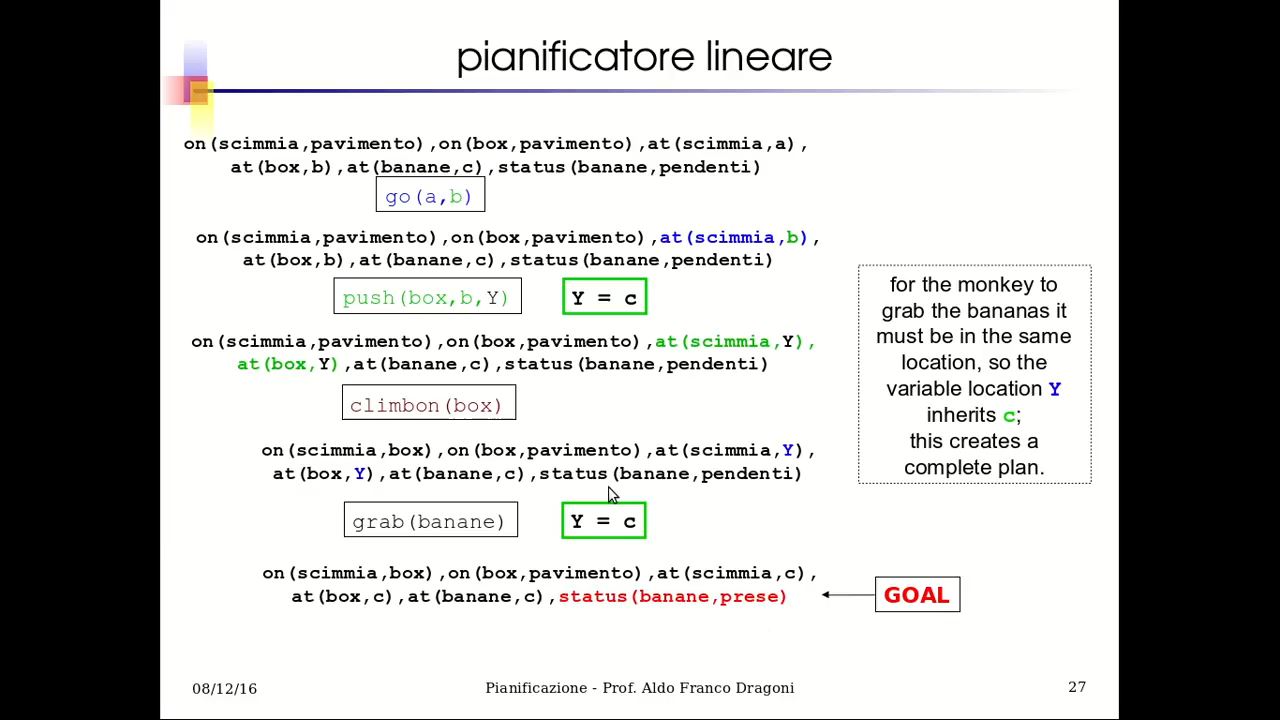 pianificatore lineare
on(scimmia,pavimento),on(box,pavimento),at(scimmia,a),
at(box,b),at(banane,c),status(banane,pendenti)
go(a,b)
on(scimmia,pavimento),on(box,pavimento),at(scimmia,b),
at(box,b),at(banane,c),status(banane,pendenti)
push(box,b,Y)
Y = c
on(scimmia,pavimento),on(box,pavimento),at(scimmia,Y),
at(box,Y),at(banane,c),status(banane,pendenti)
climbon(box)
on(scimmia,box),on(box,pavimento),at(scimmia,Y),
at(box,Y),at(banane,c),status(banane,pendenti)
grab(banane)
Y = c
on(scimmia,box),on(box,pavimento),at(scimmia,c),
at(box,c),at(banane,c),status(banane,prese)
GOAL
for the monkey to
grab the bananas it
must be in the same
location, so the
variable location Y
inherits c;
this creates a
complete plan.
08/12/16
Pianificazione - Prof. Aldo Franco Dragoni
27